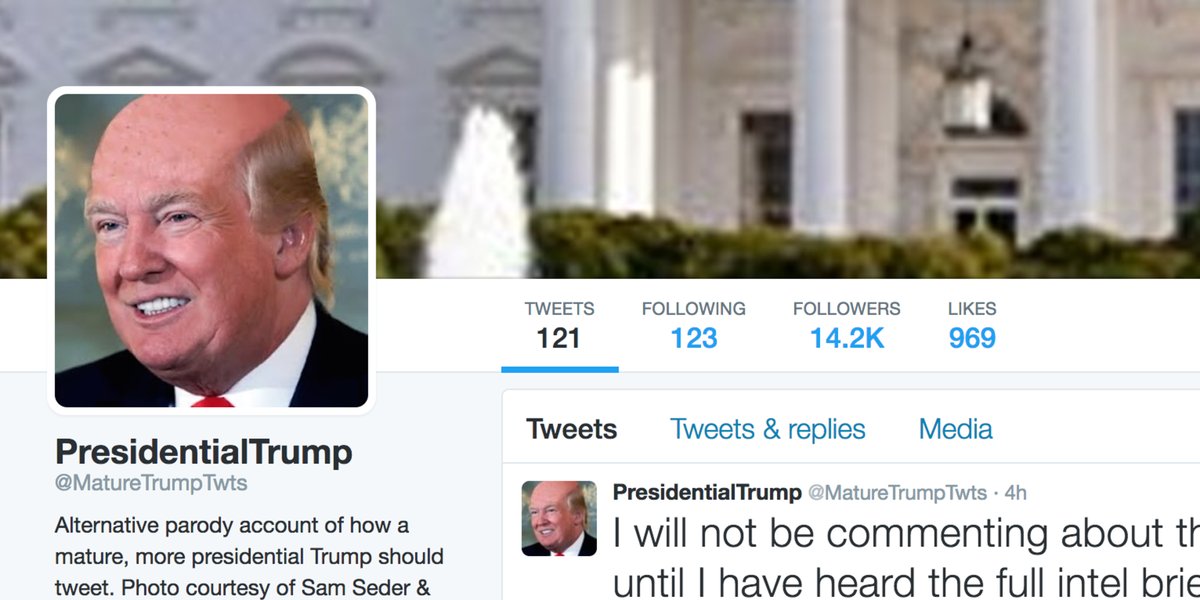 TWEETS FOLLOWING FOLLOWERS LIKES
121 123 14.2K 969
PresidentialTrump
@MatureTrumpTwts
Alternative parody account of how a
mature, more presidential Trump should
tweet. Photo courtesy of Sam Seder &
Tweets Tweets & replies Media
PresidentialTrump @MatureTrumpTwts · 4h
I will not be commenting about th
until I have heard the full intel brie